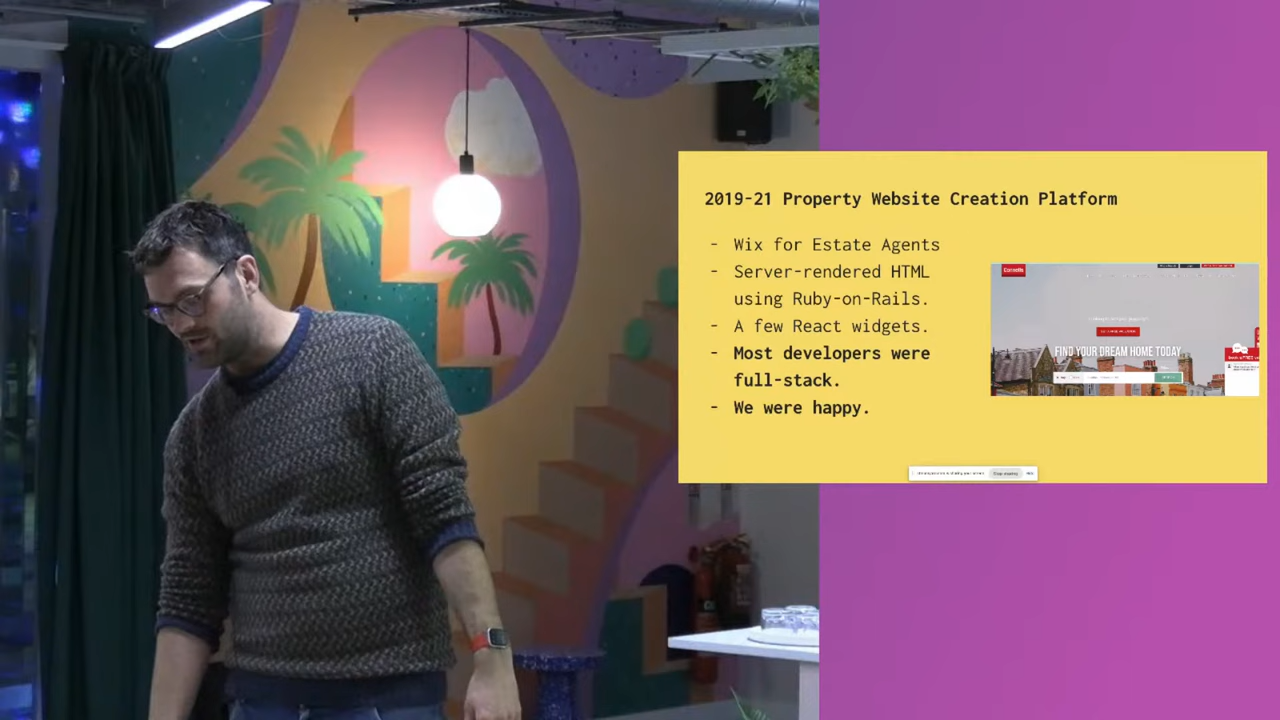 2019-21 Property Website Creation Platform
- Wix for Estate Agents
- Server-rendered HTML
using Ruby-on-Rails.
- A few React widgets.
- Most developers were
full-stack.
- We were happy.
FIND YOUR DREAM HOME TODAY